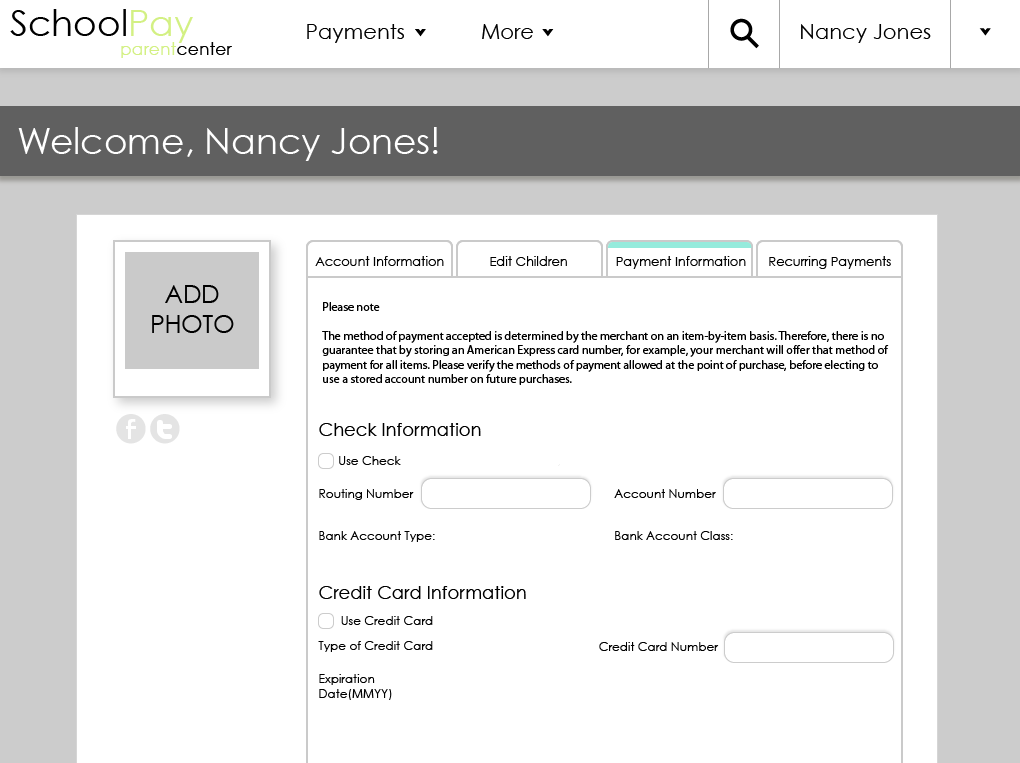 SchoolPay
parentcenter
Payments
More
Nancy Jones
Welcome, Nancy Jones!
ADD
PHOTO
Account Information
Edit Children
Payment Information
Recurring Payments
Please note
The method of payment accepted is determined by the merchant on an item-by-item basis. Therefore, there is no
guarantee that by storing an American Express card number, for example, your merchant will offer that method of
payment for all items. Please verify the methods of payment allowed at the point of purchase, before electing to
use a stored account number on future purchases.
Check Information
Use Check
Routing Number
Account Number
Bank Account Type:
Bank Account Class:
Credit Card Information
Use Credit Card
Type of Credit Card
Credit Card Number
Expiration
Date(MMYY)